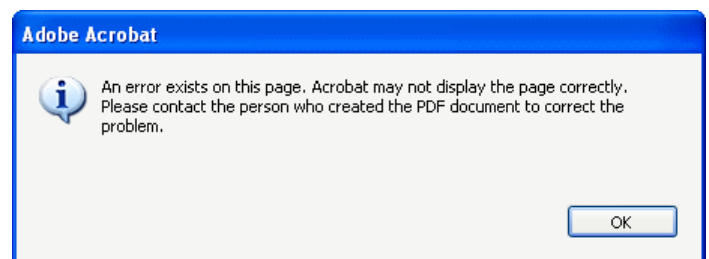 Adobe Acrobat
An error exists on this page. Acrobat may not display the page correctly.
Please contact the person who created the PDF document to correct the
problem.
OK